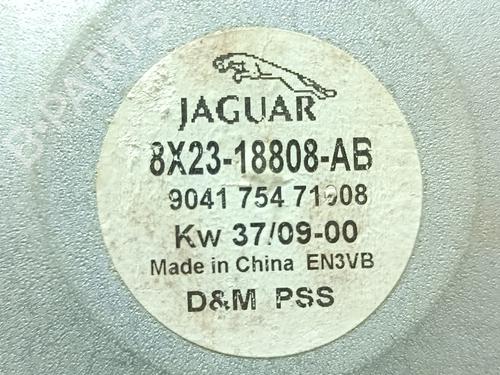 JAGUAR
8X23-18808-AB
9041 754 71908
Kw 37/09-00
Made in China EN3VB
D&M PSS